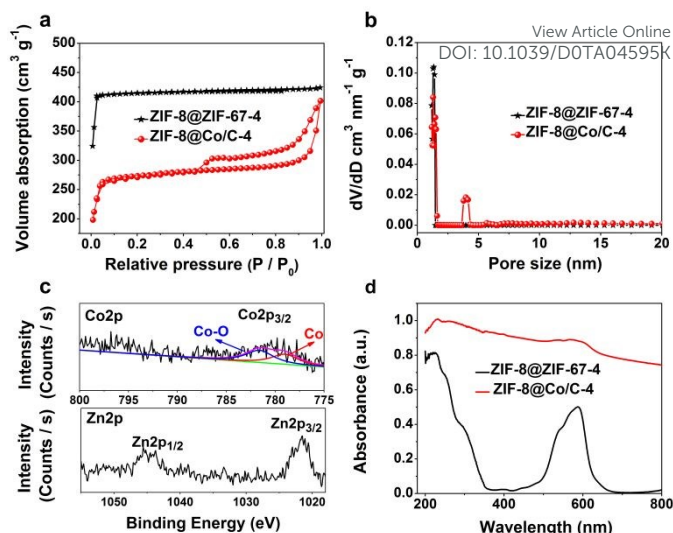 View Article Online
DOI: 10.1039/D0TA04595K
a
Volume absorption (cm³ g⁻¹)
500
450
400
350
300
250
200
ZIF-8@ZIF-67-4
ZIF-8@Co/C-4
0.0 0.2 0.4 0.6 0.8 1.0
Relative pressure (P / P₀)
b
dV/dD cm³ nm⁻¹ g⁻¹
0.12
0.10
0.08
0.06
0.04
0.02
0.00
ZIF-8@ZIF-67-4
ZIF-8@Co/C-4
0 5 10 15 20
Pore size (nm)
c
Intensity
(Counts / s)
Co2p
Co-O
Co2p3/2
Co
800 795 790 785 780 775
Intensity
(Counts / s)
Zn2p
Zn2p1/2
Zn2p3/2
1050 1040 1030 1020
Binding Energy (eV)
d
Absorbance (a.u.)
1.0
0.8
0.6
0.4
0.2
0.0
ZIF-8@ZIF-67-4
ZIF-8@Co/C-4
200 400 600 800
Wavelength (nm)